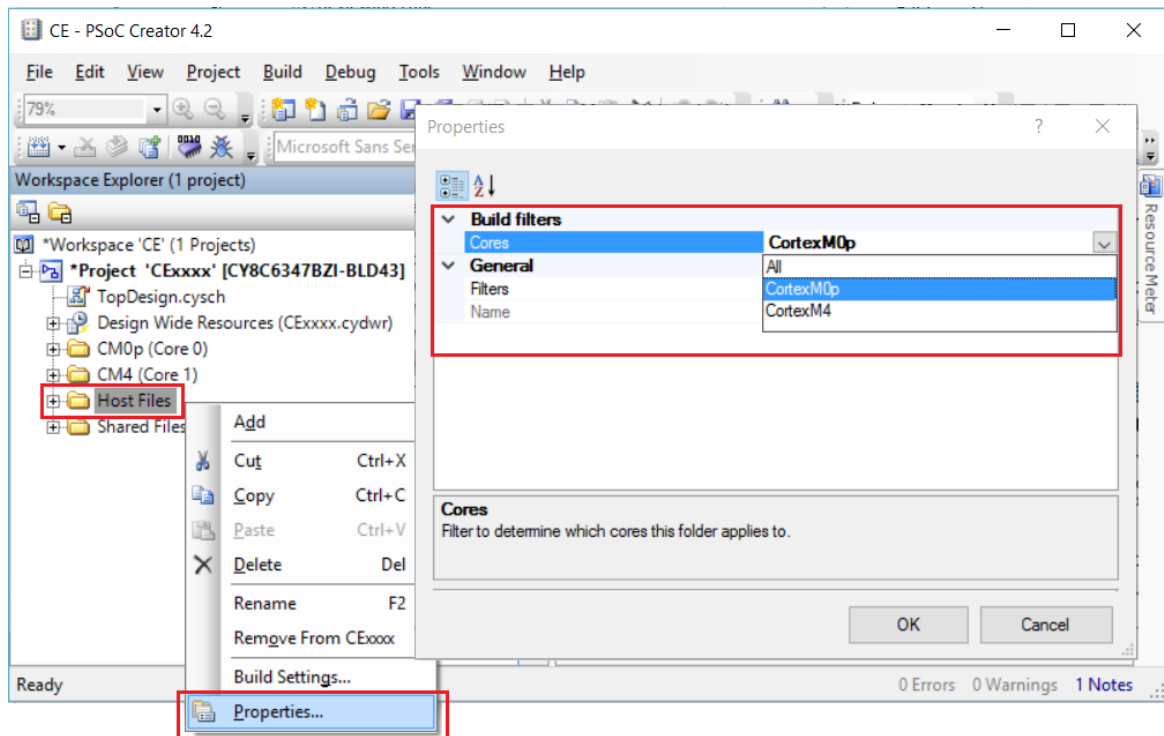 CE - PSoC Creator 4.2
File Edit View Project Build Debug Tools Window Help
79%
Microsoft Sans Ser
Workspace Explorer (1 project)
*Workspace 'CE' (1 Projects)
*Project 'CExxxx' [CY8C6347BZI-BLD43]
TopDesign.cysch
Design Wide Resources (CExxxx.cydwr)
CM0p (Core 0)
CM4 (Core 1)
Host Files
Shared Files
Add
Cut Ctrl+X
Copy Ctrl+C
Paste Ctrl+V
Delete Del
Rename F2
Remove From CExxxx
Build Settings...
Properties...
Properties
Build filters
Cores CortexM0p
General
Filters
Name
All
CortexM0p
CortexM4
Cores
Filter to determine which cores this folder applies to.
OK Cancel
Resource Meter
Ready 0 Errors 0 Warnings 1 Notes